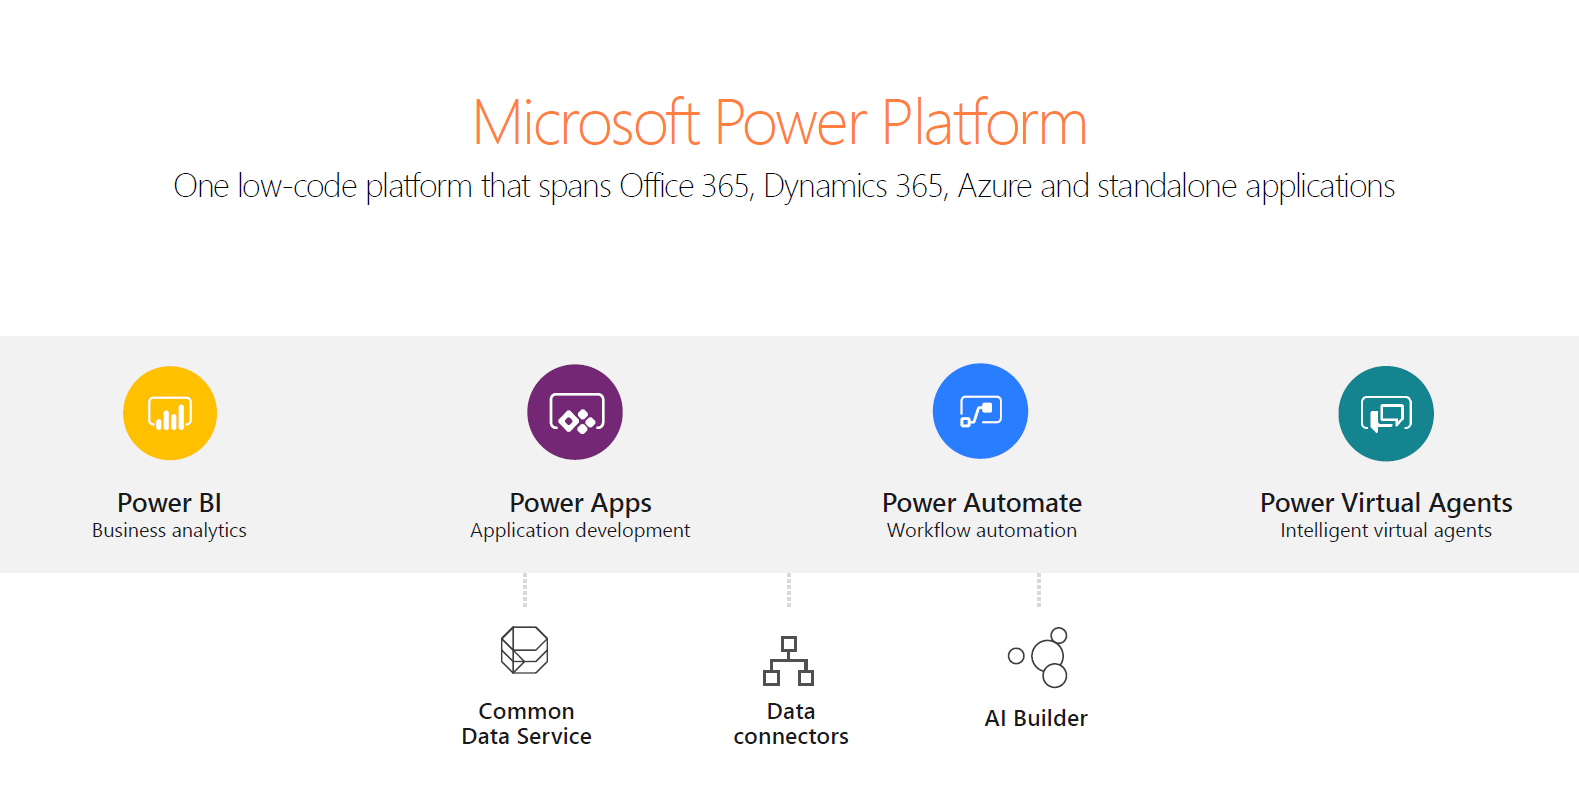 Microsoft Power Platform
One low-code platform that spans Office 365, Dynamics 365, Azure and standalone applications
Power BI
Business analytics
Power Apps
Application development
Power Automate
Workflow automation
Power Virtual Agents
Intelligent virtual agents
Common
Data Service
Data
connectors
AI Builder